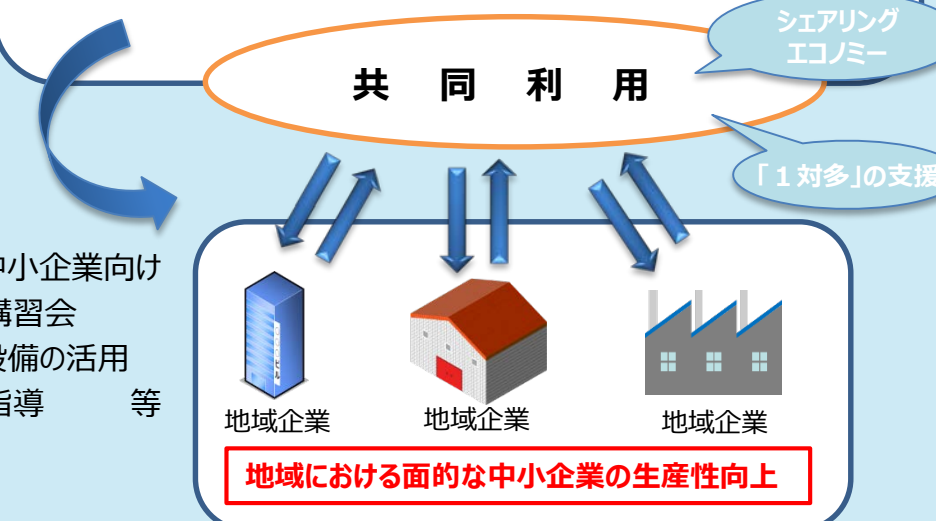 シェアリング
エコノミー
共 同 利 用
「１対多」の支援
中小企業向け
講習会
設備の活用
指導 等
地域企業
地域企業
地域企業
地域における面的な中小企業の生産性向上